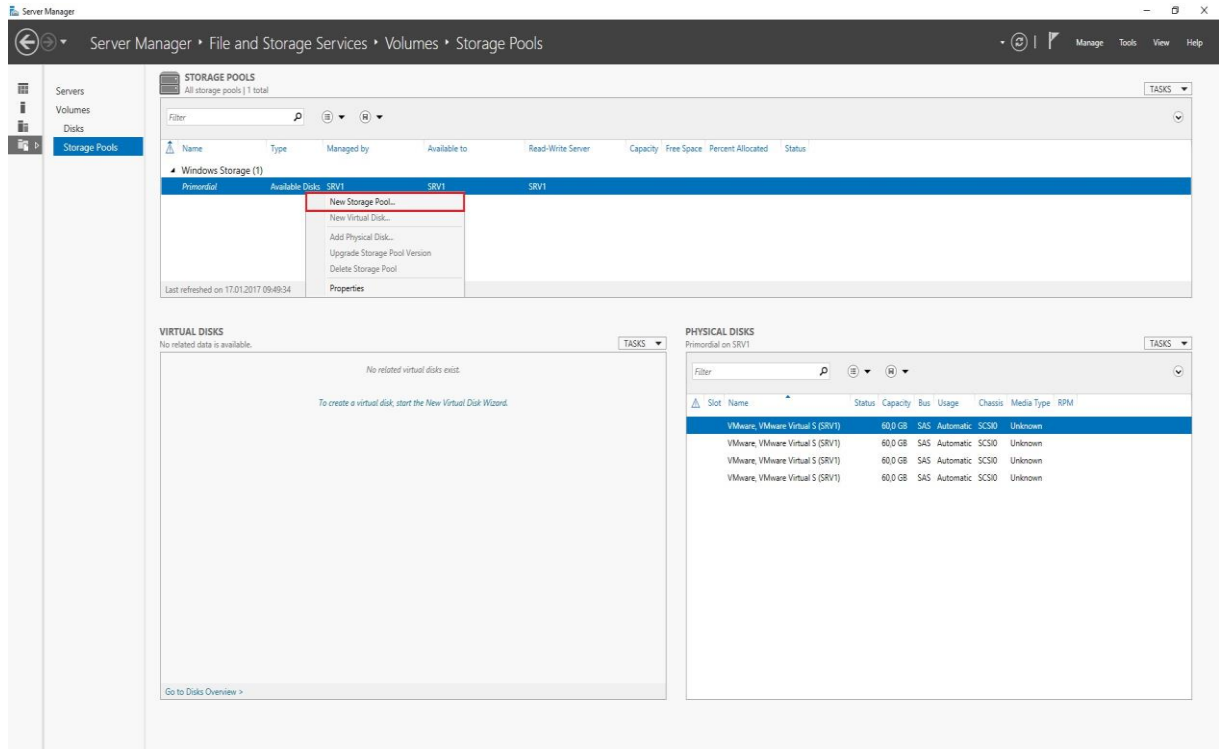 Server Manager
Server Manager ‣ File and Storage Services ‣ Volumes ‣ Storage Pools
Manage Tools View Help
Servers
Volumes
Disks
Storage Pools
STORAGE POOLS
All storage pools | 1 total
TASKS
Filter
Name Type Managed by Available to Read-Write Server Capacity Free Space Percent Allocated Status
Windows Storage (1)
Primordial Available Disks SRV1 SRV1 SRV1
New Storage Pool...
New Virtual Disk...
Add Physical Disk...
Upgrade Storage Pool Version
Delete Storage Pool
Properties
Last refreshed on 17.01.2017 09:49:34
VIRTUAL DISKS
No related data is available.
TASKS
No related virtual disks exist.
To create a virtual disk, start the New Virtual Disk Wizard.
Go to Disks Overview >
PHYSICAL DISKS
Primordial on SRV1
TASKS
Filter
Slot Name Status Capacity Bus Usage Chassis Media Type RPM
VMware, VMware Virtual S (SRV1) 60,0 GB SAS Automatic SCSI0 Unknown
VMware, VMware Virtual S (SRV1) 60,0 GB SAS Automatic SCSI0 Unknown
VMware, VMware Virtual S (SRV1) 60,0 GB SAS Automatic SCSI0 Unknown
VMware, VMware Virtual S (SRV1) 60,0 GB SAS Automatic SCSI0 Unknown